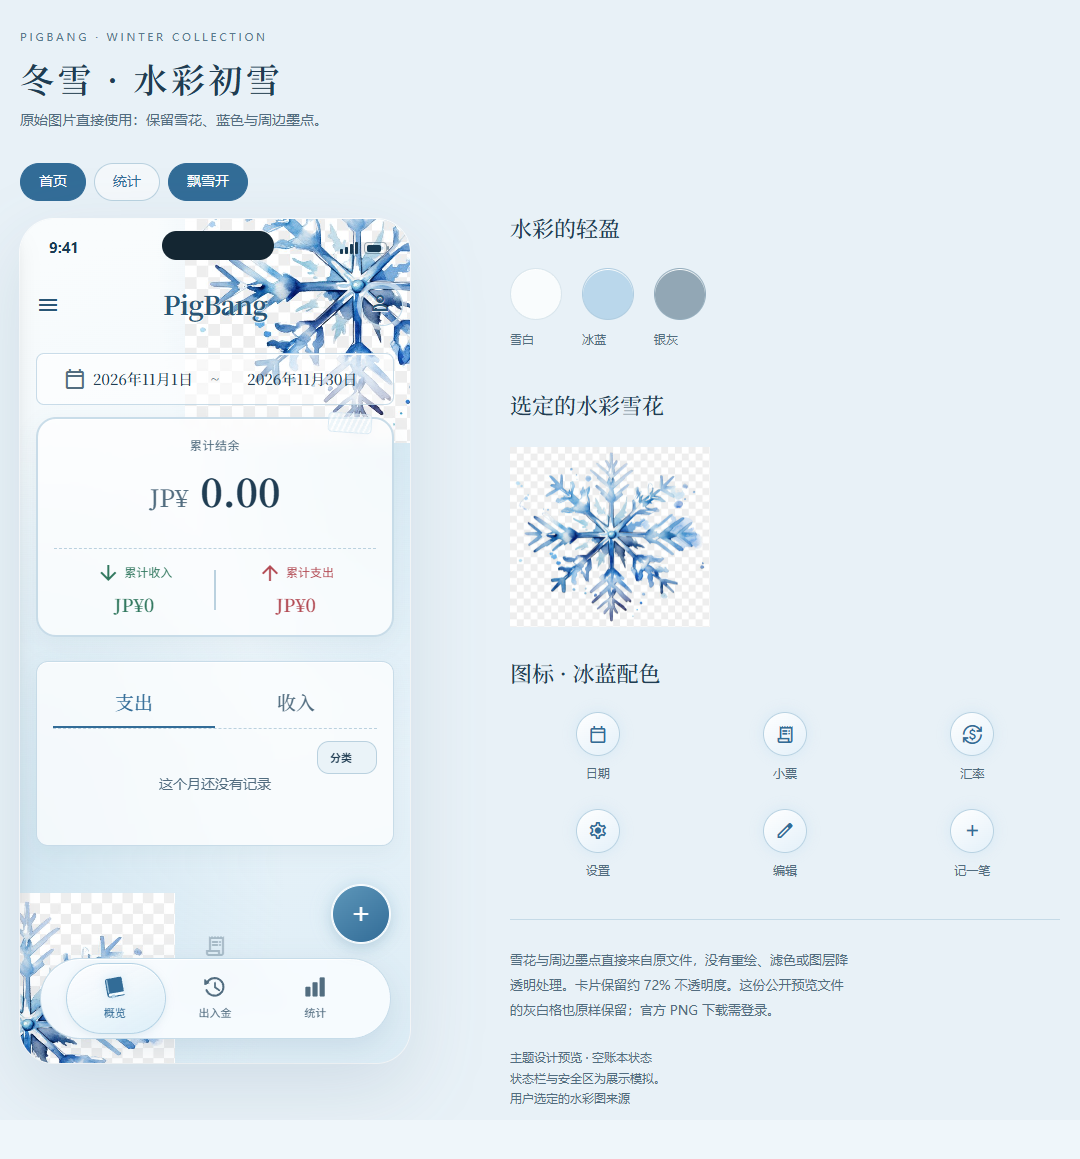 PIGBANG · WINTER COLLECTION
冬雪 · 水彩初雪
原始图片直接使用：保留雪花、蓝色与周边墨点。
首页
统计
飘雪开
9:41
PigBang
2026年11月1日 ~ 2026年11月30日
累计结余
JP¥ 0.00
累计收入
累计支出
JP¥0
JP¥0
支出
收入
分类
这个月还没有记录
+
概览
出入金
统计
水彩的轻盈
雪白
冰蓝
银灰
选定的水彩雪花
图标 · 冰蓝配色
日期
小票
汇率
设置
编辑
记一笔
雪花与周边墨点直接来自原文件，没有重绘、滤色或图层降
透明处理。卡片保留约 72% 不透明度。这份公开预览文件
的灰白格也原样保留；官方 PNG 下载需登录。
主题设计预览 · 空账本状态
状态栏与安全区为展示模拟。
用户选定的水彩图来源